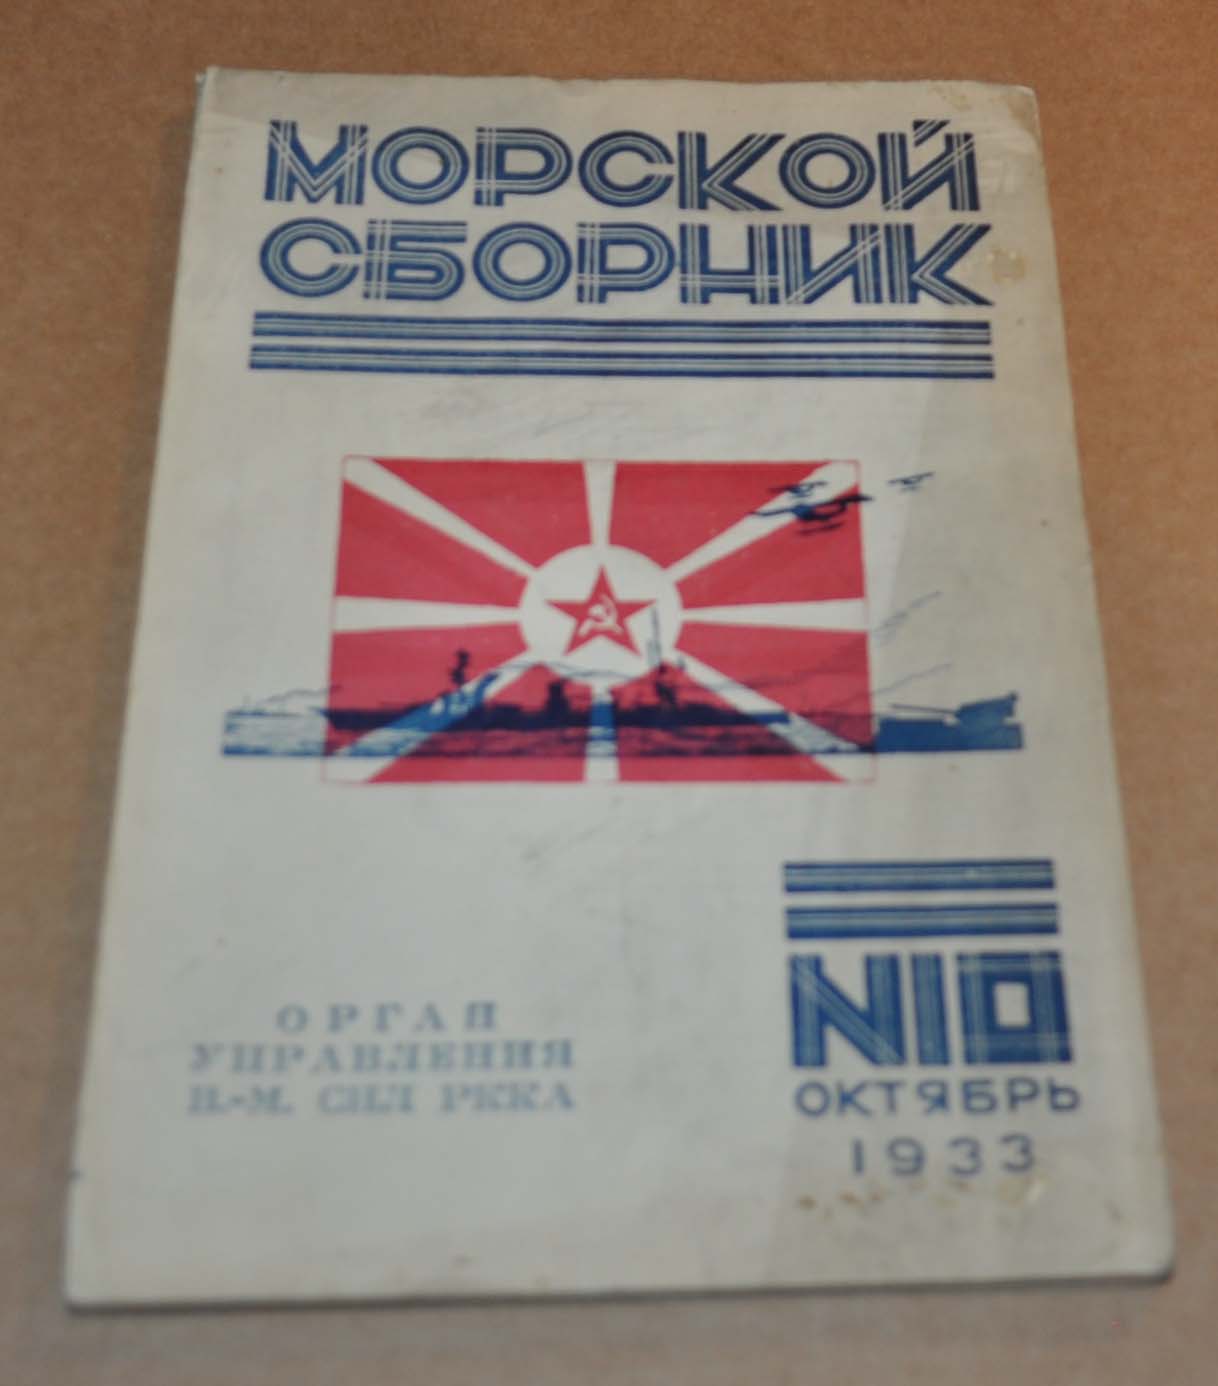 МОРСКОЙ
СБОРНИК
ОРГАН
УПРАВЛЕНИЯ
В.-М. СИЛ РККА
N10
ОКТЯБРЬ
1933